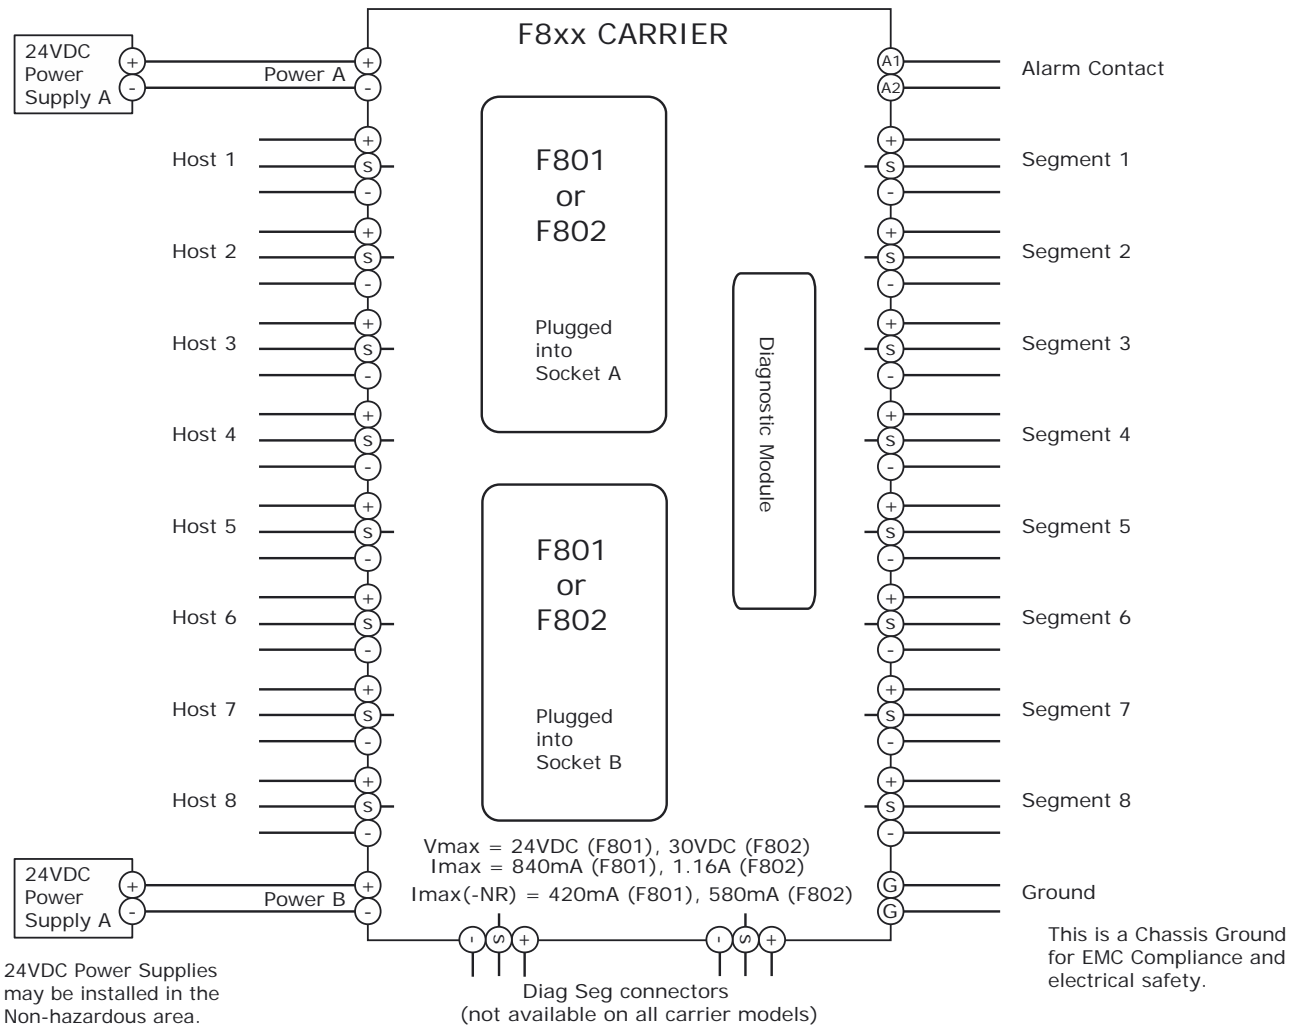 F8xx CARRIER
24VDC
Power
Supply A
+
-
Power A
+
-
A1
A2
Alarm Contact
Host 1
+
S
-
+
S
-
Segment 1
Host 2
+
S
-
+
S
-
Segment 2
Host 3
+
S
-
+
S
-
Segment 3
Host 4
+
S
-
+
S
-
Segment 4
Host 5
+
S
-
+
S
-
Segment 5
Host 6
+
S
-
+
S
-
Segment 6
Host 7
+
S
-
+
S
-
Segment 7
Host 8
+
S
-
+
S
-
Segment 8
F801
or
F802
Plugged
into
Socket A
Diagnostic Module
F801
or
F802
Plugged
into
Socket B
Vmax = 24VDC (F801), 30VDC (F802)
Imax = 840mA (F801), 1.16A (F802)
Imax(-NR) = 420mA (F801), 580mA (F802)
24VDC
Power
Supply A
+
-
Power B
+
-
G
G
Ground
- S +
- S +
Diag Seg connectors
(not available on all carrier models)
24VDC Power Supplies
may be installed in the
Non-hazardous area.
This is a Chassis Ground
for EMC Compliance and
electrical safety.